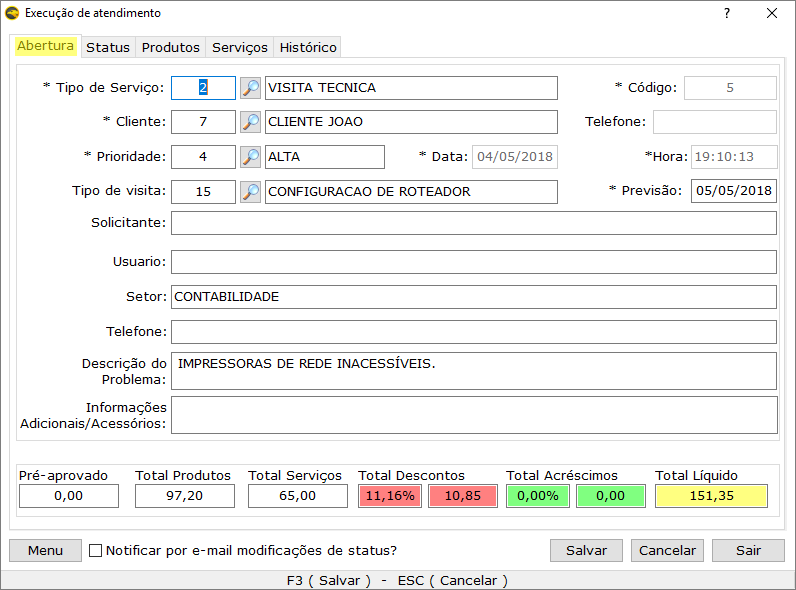 Execução de atendimento ?
Abertura Status Produtos Serviços Histórico
* Tipo de Serviço: 2 VISITA TECNICA * Código: 5
* Cliente: 7 CLIENTE JOAO Telefone:
* Prioridade: 4 ALTA * Data: 04/05/2018 *Hora: 19:10:13
Tipo de visita: 15 CONFIGURACAO DE ROTEADOR * Previsão: 05/05/2018
Solicitante:
Usuario:
Setor: CONTABILIDADE
Telefone:
Descrição do IMPRESSORAS DE REDE INACESSÍVEIS.
Problema:
Informações
Adicionais/Acessórios:
Pré-aprovado Total Produtos Total Serviços Total Descontos Total Acréscimos Total Líquido
0,00 97,20 65,00 11,16% 10,85 0,00% 0,00 151,35
Menu Notificar por e-mail modificações de status? Salvar Cancelar Sair
F3 ( Salvar ) - ESC ( Cancelar )